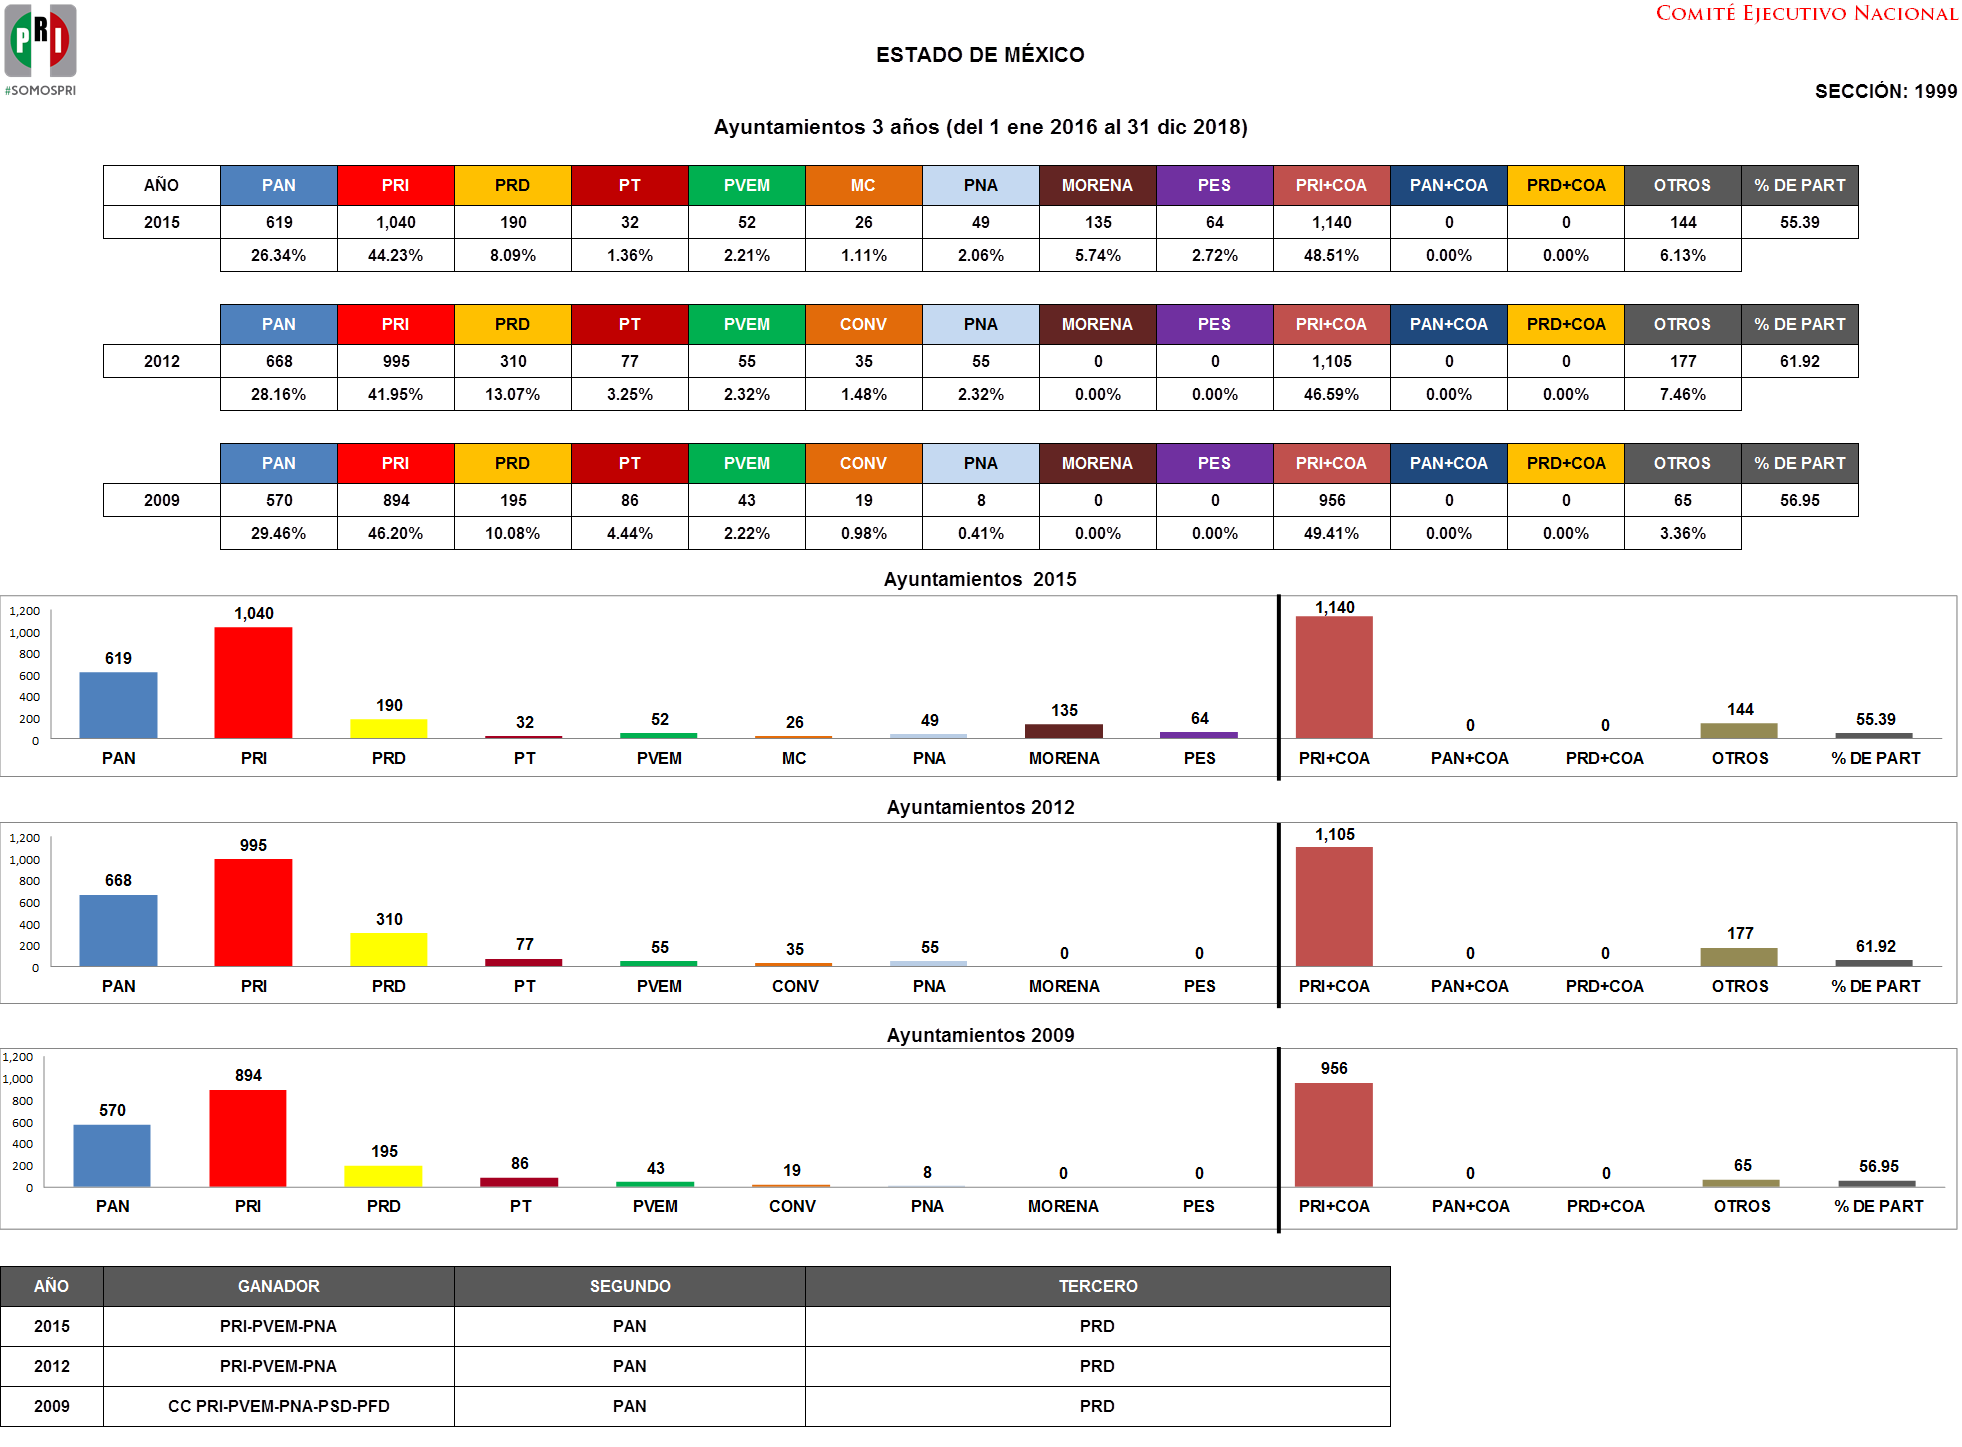 PRI
#SOMOSPRI
COMITÉ EJECUTIVO NACIONAL
ESTADO DE MÉXICO
SECCIÓN: 1999
Ayuntamientos 3 años (del 1 ene 2016 al 31 dic 2018)
AÑO PAN PRI PRD PT PVEM MC PNA MORENA PES PRI+COA PAN+COA PRD+COA OTROS % DE PART
2015 619 1,040 190 32 52 26 49 135 64 1,140 0 0 144 55.39
26.34% 44.23% 8.09% 1.36% 2.21% 1.11% 2.06% 5.74% 2.72% 48.51% 0.00% 0.00% 6.13%
PAN PRI PRD PT PVEM CONV PNA MORENA PES PRI+COA PAN+COA PRD+COA OTROS % DE PART
2012 668 995 310 77 55 35 55 0 0 1,105 0 0 177 61.92
28.16% 41.95% 13.07% 3.25% 2.32% 1.48% 2.32% 0.00% 0.00% 46.59% 0.00% 0.00% 7.46%
PAN PRI PRD PT PVEM CONV PNA MORENA PES PRI+COA PAN+COA PRD+COA OTROS % DE PART
2009 570 894 195 86 43 19 8 0 0 956 0 0 65 56.95
29.46% 46.20% 10.08% 4.44% 2.22% 0.98% 0.41% 0.00% 0.00% 49.41% 0.00% 0.00% 3.36%
Ayuntamientos 2015
1,200
1,000
800
600
400
200
0
619 1,040 190 32 52 26 49 135 64 1,140 0 0 144 55.39
PAN PRI PRD PT PVEM MC PNA MORENA PES PRI+COA PAN+COA PRD+COA OTROS % DE PART
Ayuntamientos 2012
1,200
1,000
800
600
400
200
0
668 995 310 77 55 35 55 0 0 1,105 0 0 177 61.92
PAN PRI PRD PT PVEM CONV PNA MORENA PES PRI+COA PAN+COA PRD+COA OTROS % DE PART
Ayuntamientos 2009
1,200
1,000
800
600
400
200
0
570 894 195 86 43 19 8 0 0 956 0 0 65 56.95
PAN PRI PRD PT PVEM CONV PNA MORENA PES PRI+COA PAN+COA PRD+COA OTROS % DE PART
AÑO GANADOR SEGUNDO TERCERO
2015 PRI-PVEM-PNA PAN PRD
2012 PRI-PVEM-PNA PAN PRD
2009 CC PRI-PVEM-PNA-PSD-PFD PAN PRD